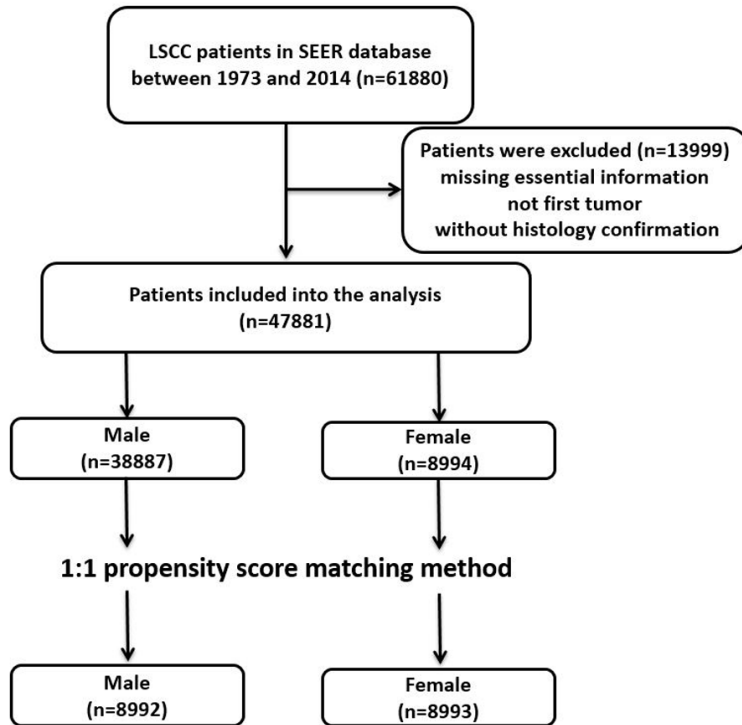 LSCC patients in SEER database
between 1973 and 2014 (n=61880)
Patients were excluded (n=13999)
missing essential information
not first tumor
without histology confirmation
Patients included into the analysis
(n=47881)
Male
(n=38887)
Female
(n=8994)
1:1 propensity score matching method
Male
(n=8992)
Female
(n=8993)